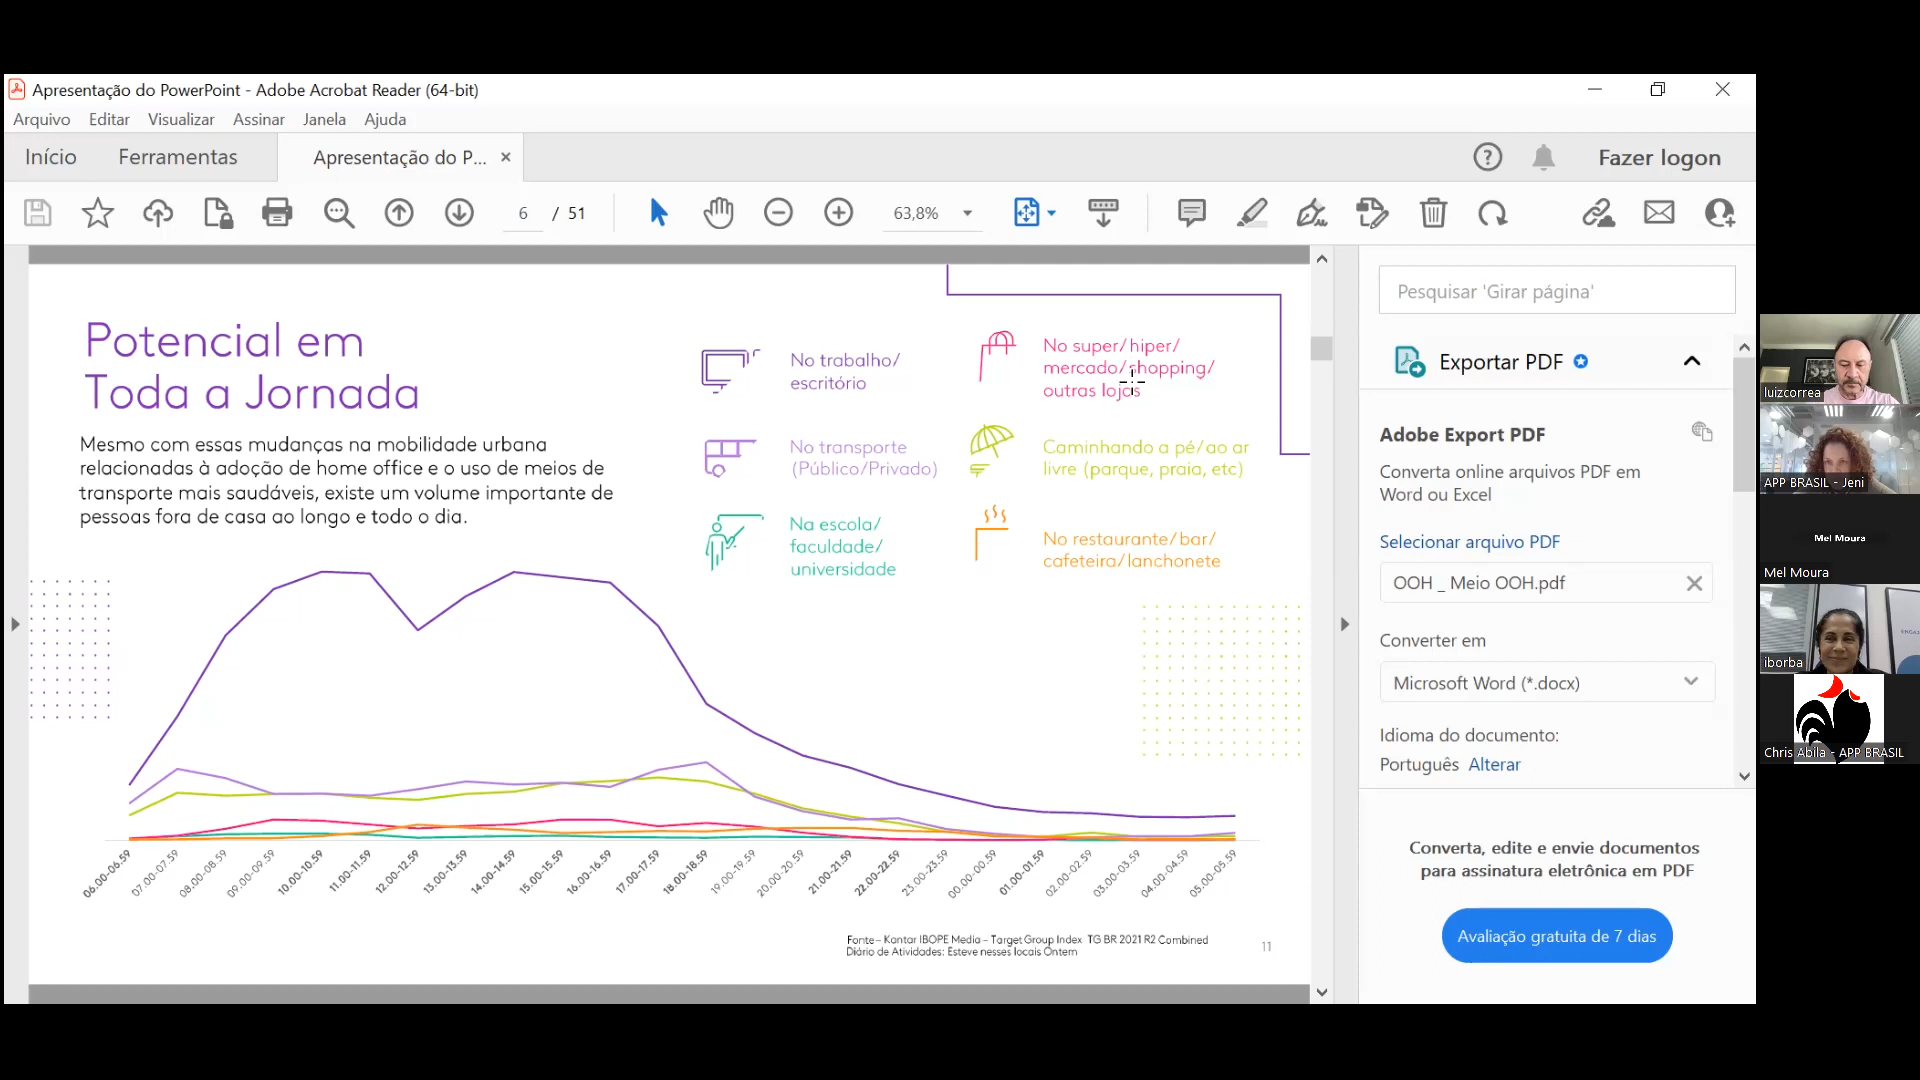 Apresentação do PowerPoint - Adobe Acrobat Reader (64-bit)
Arquivo Editar Visualizar Assinar Janela Ajuda
Início Ferramentas Apresentação do P... × Fazer logon
6 / 51 63,8%
Potencial em
Toda a Jornada
Mesmo com essas mudanças na mobilidade urbana
relacionadas à adoção de home office e o uso de meios de
transporte mais saudáveis, existe um volume importante de
pessoas fora de casa ao longo e todo o dia.
No trabalho/
escritório
No transporte
(Público/Privado)
Na escola/
faculdade/
universidade
No super/hiper/
mercado/shopping/
outras lojas
Caminhando a pé/ao ar
livre (parque, praia, etc)
No restaurante/bar/
cafeteira/lanchonete
06.00-06.59
07.00-07.59
08.00-08.59
09.00-09.59
10.00-10.59
11.00-11.59
12.00-12.59
13.00-13.59
14.00-14.59
15.00-15.59
16.00-16.59
17.00-17.59
18.00-18.59
19.00-19.59
20.00-20.59
21.00-21.59
22.00-22.59
23.00-23.59
00.00-00.59
01.00-01.59
02.00-02.59
03.00-03.59
04.00-04.59
05.00-05.59
Fonte – Kantar IBOPE Media – Target Group Index TG BR 2021 R2 Combined
Diário de Atividades: Esteve nesses locais Ontem
11
Pesquisar 'Girar página'
Exportar PDF
Adobe Export PDF
Converta online arquivos PDF em
Word ou Excel
Selecionar arquivo PDF
OOH _ Meio OOH.pdf
Converter em
Microsoft Word (*.docx)
Idioma do documento:
Português Alterar
Converta, edite e envie documentos
para assinatura eletrônica em PDF
Avaliação gratuita de 7 dias
luizcorrea
APP BRASIL - Jeni
Mel Moura
Mel Moura
iborba
Chris Abila - APP BRASIL